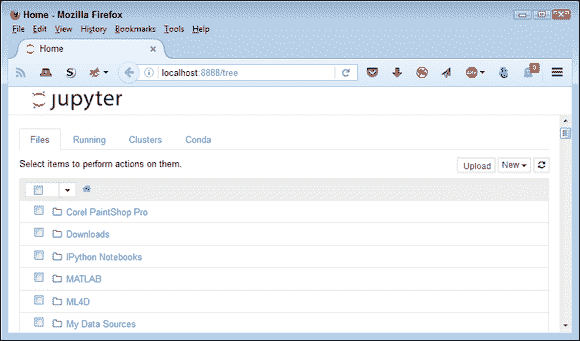 Home - Mozilla Firefox
File Edit View History Bookmarks Tools Help
Home
localhost:8888/tree
jupyter
Files Running Clusters Conda
Select items to perform actions on them.
Upload New
Corel PaintShop Pro
Downloads
IPython Notebooks
MATLAB
ML4D
My Data Sources